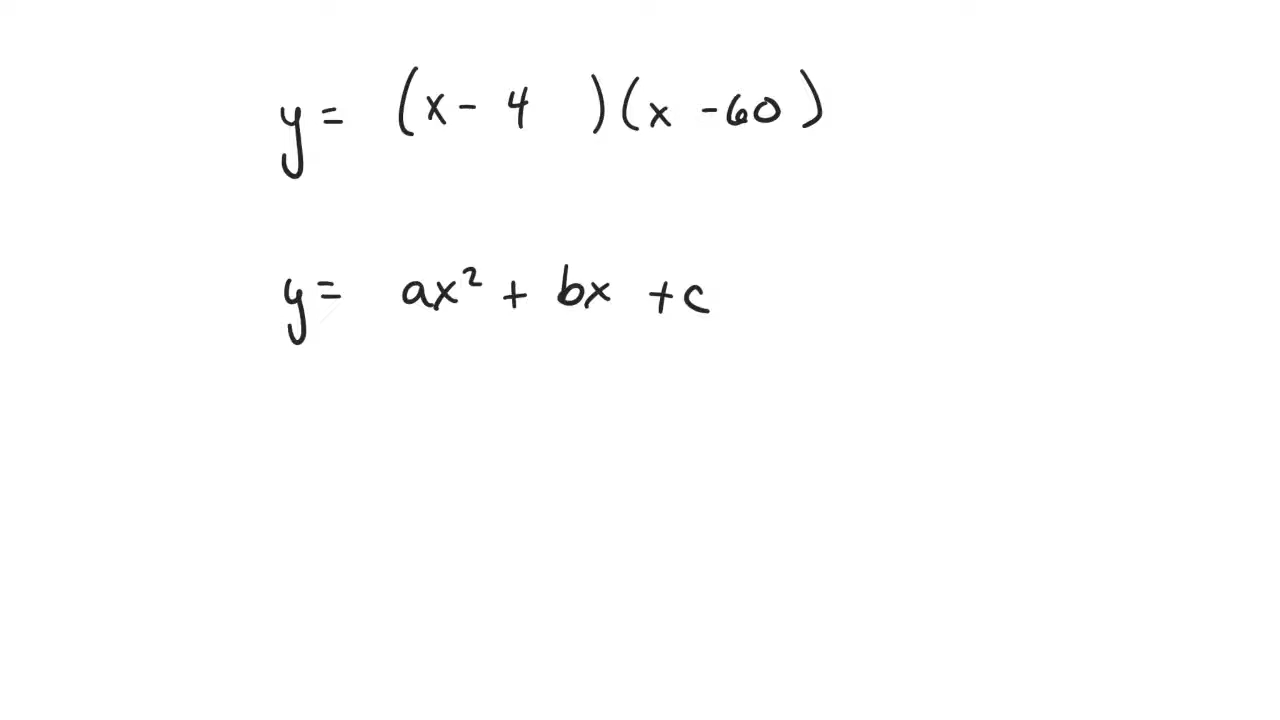 y = (x - 4 )(x - 60)
y = ax² + bx + c